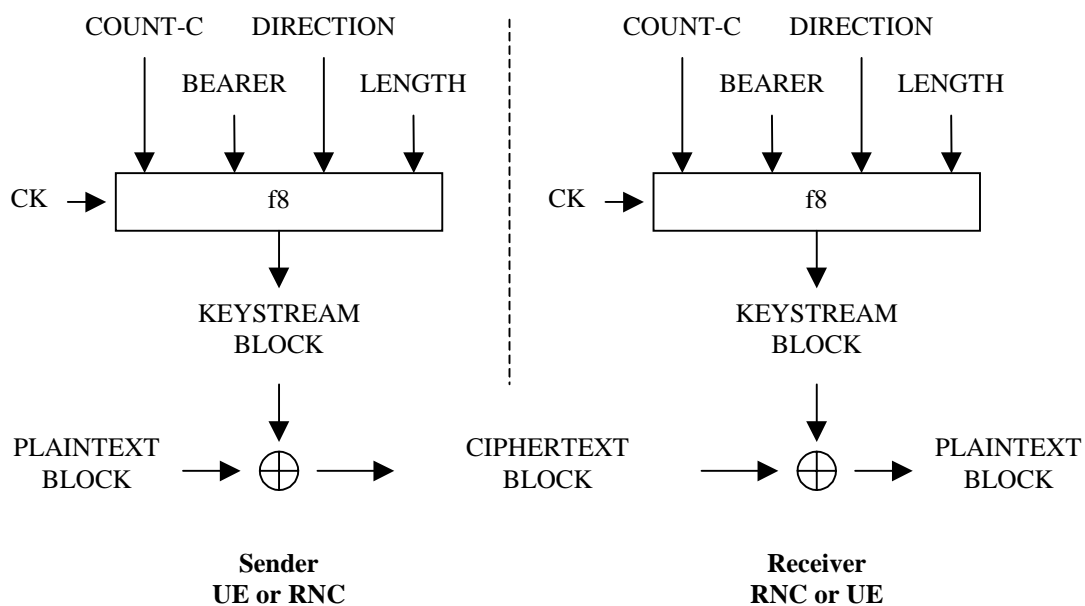 COUNT-C DIRECTION COUNT-C DIRECTION
BEARER LENGTH BEARER LENGTH
CK f8 CK f8
KEYSTREAM KEYSTREAM
BLOCK BLOCK
PLAINTEXT CIPHERTEXT PLAINTEXT
BLOCK BLOCK BLOCK
Sender Receiver
UE or RNC RNC or UE